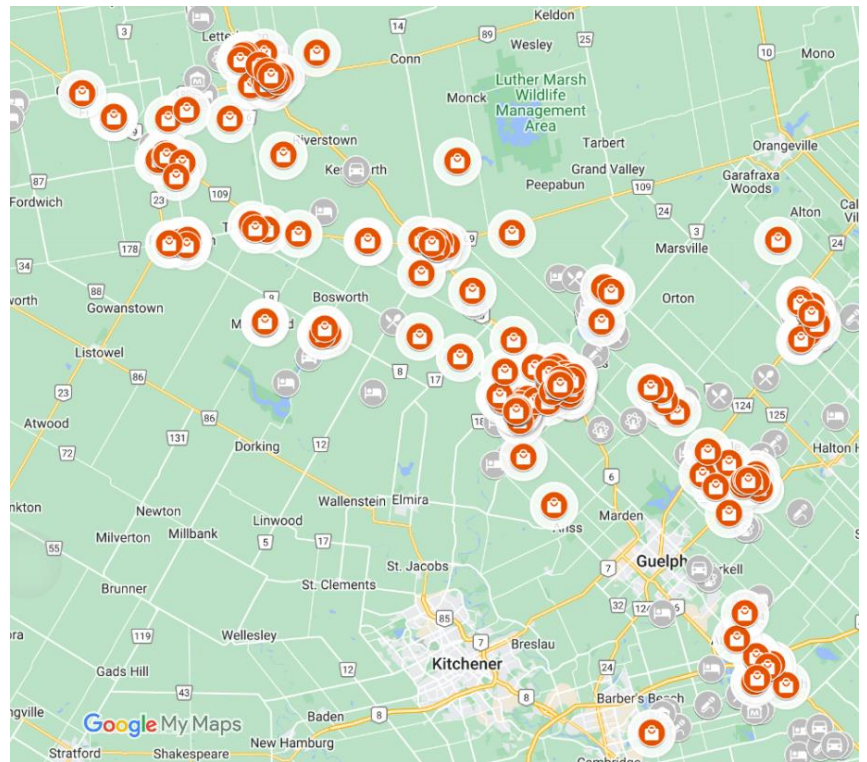 Keldon
Wesley
25
10
Mono
3
14
89
Conn
Luther Marsh
Wildlife
Management
Area
Monck
Tarbert
Orangeville
Grand Valley
Garafraxa
Woods
Peepabun
109
87
Fordwich
23
109
3
24
Alton
24
178
Marsville
34
88
Gowanstown
Bosworth
Orton
Listowel
86
8
17
23
Atwood
86
124
125
131
12
72
Dorking
6
Wallenstein
Elmira
Newton
Linwood
Marden
Milverton
Millbank
5
17
Guelph
55
St. Jacobs
7
Brunner
St. Clements
32
124
6
85
119
Wellesley
7
Breslau
12
Kitchener
24
Gads Hill
43
8
Barber's Beach
Google My Maps
Baden
8
New Hamburg
Stratford
Shakespeare